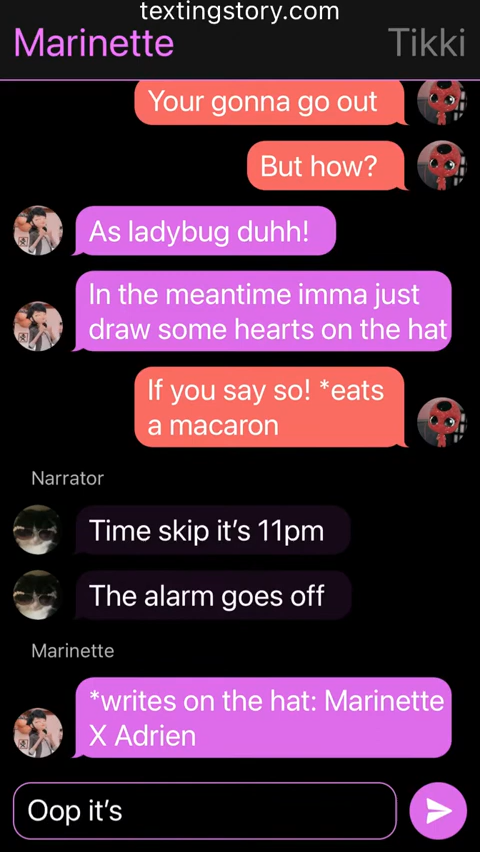 textingstory.com
Marinette
Tikki
Your gonna go out
But how?
As ladybug duhh!
In the meantime imma just
draw some hearts on the hat
If you say so! *eats
a macaron
Narrator
Time skip it’s 11pm
The alarm goes off
Marinette
*writes on the hat: Marinette
X Adrien
Oop it’s